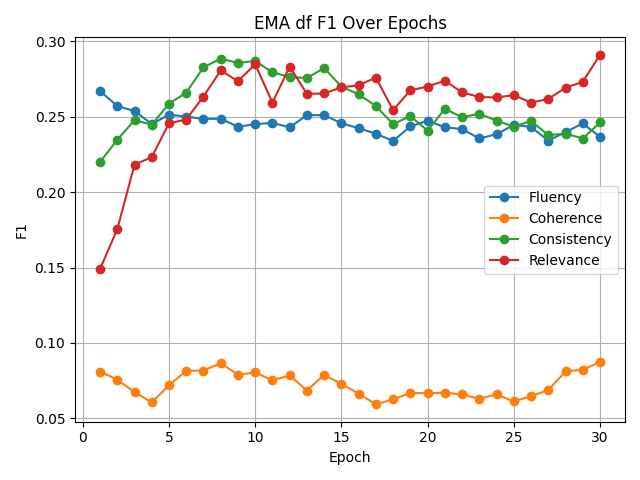 EMA df F1 Over Epochs
F1
0.30
0.25
0.20
0.15
0.10
0.05
Fluency
Coherence
Consistency
Relevance
0 5 10 15 20 25 30
Epoch